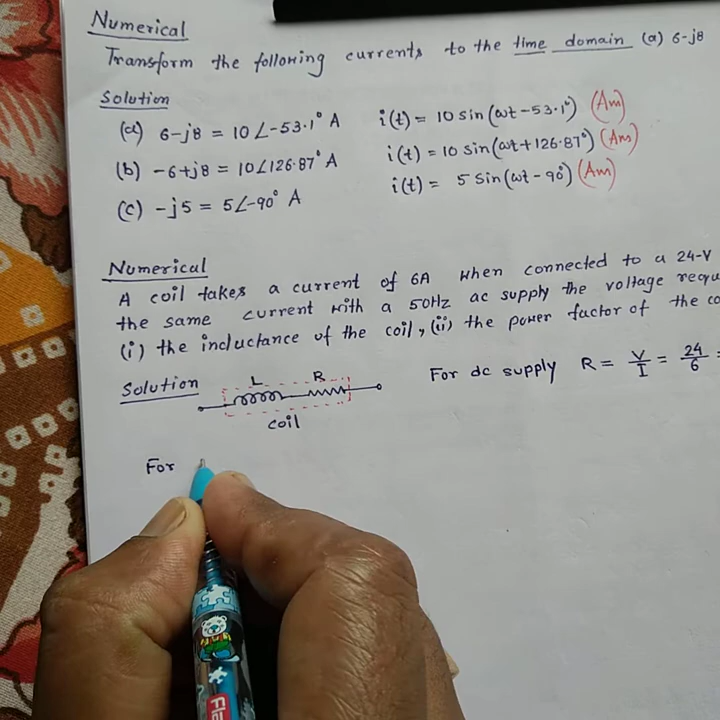 Numerical
Transform the following currents to the time domain (a) 6-j8
Solution
(a) 6-j8 = 10∠-53.1° A i(t) = 10 sin(ωt-53.1°) (Am)
(b) -6+j8 = 10∠126.87° A i(t) = 10 sin(ωt+126.87°) (Am)
(c) -j5 = 5∠-90° A i(t) = 5 sin(ωt-90°) (Am)
Numerical
A coil takes a current of 6A when connected to a 24-V
the same current with a 50Hz ac supply the voltage requ
(i) the inductance of the coil, (ii) the power factor of the co
Solution L R For dc supply R = V/I = 24/6 =
coil
For
Fla